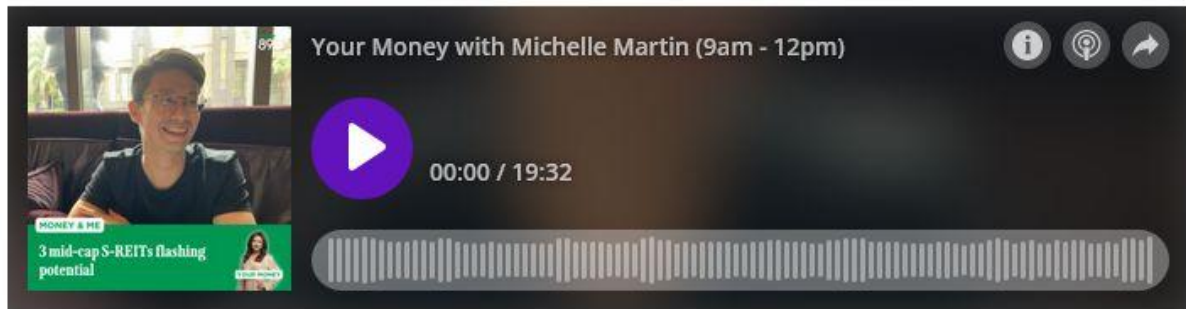 Your Money with Michelle Martin (9am - 12pm)
00:00 / 19:32
MONEY & ME
3 mid-cap S-REITs flashing
potential
YOUR MONEY